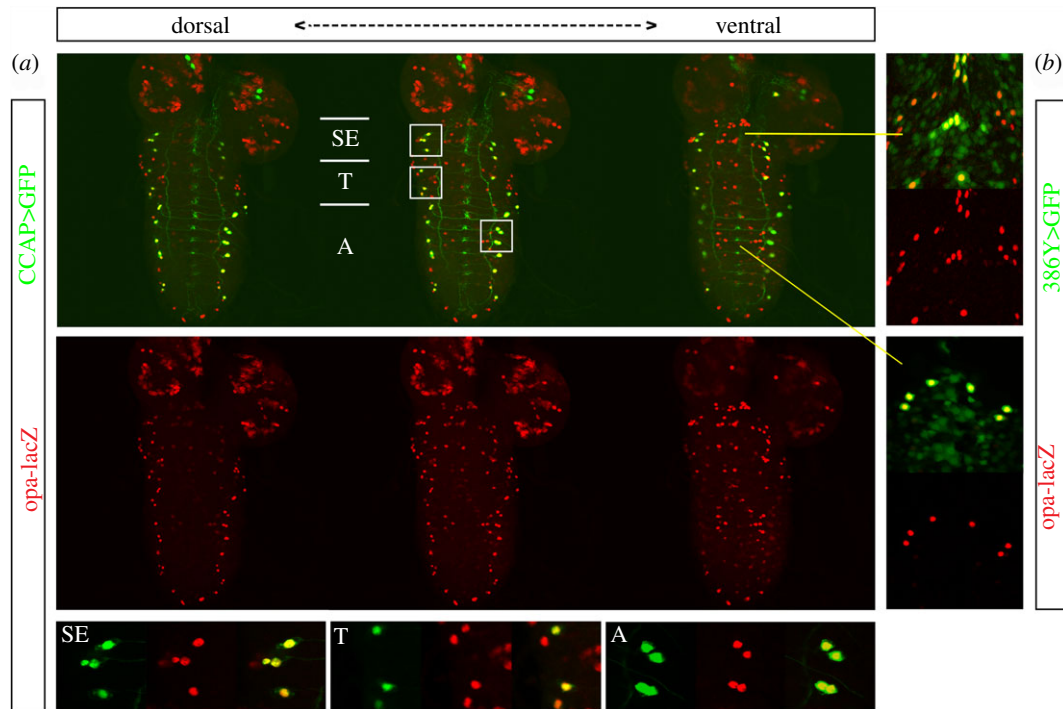 dorsal
ventral
(a)
(b)
CCAP>GFP
opa-lacZ
SE
T
A
386Y>GFP
opa-lacZ
SE
T
A